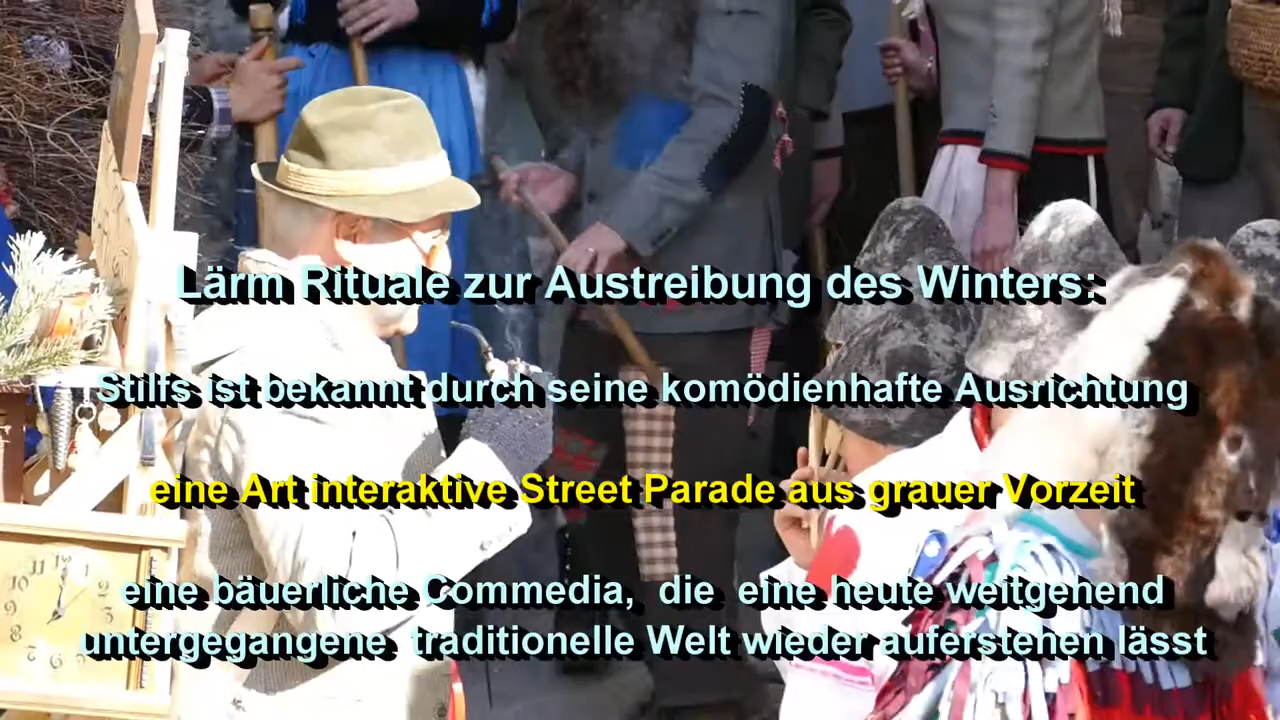 Lärm Rituale zur Austreibung des Winters:
Stilfs ist bekannt durch seine komödienhafte Ausrichtung
eine Art interaktive Street Parade aus grauer Vorzeit
eine bäuerliche Commedia, die eine heute weitgehend
untergegangene traditionelle Welt wieder auferstehen lässt